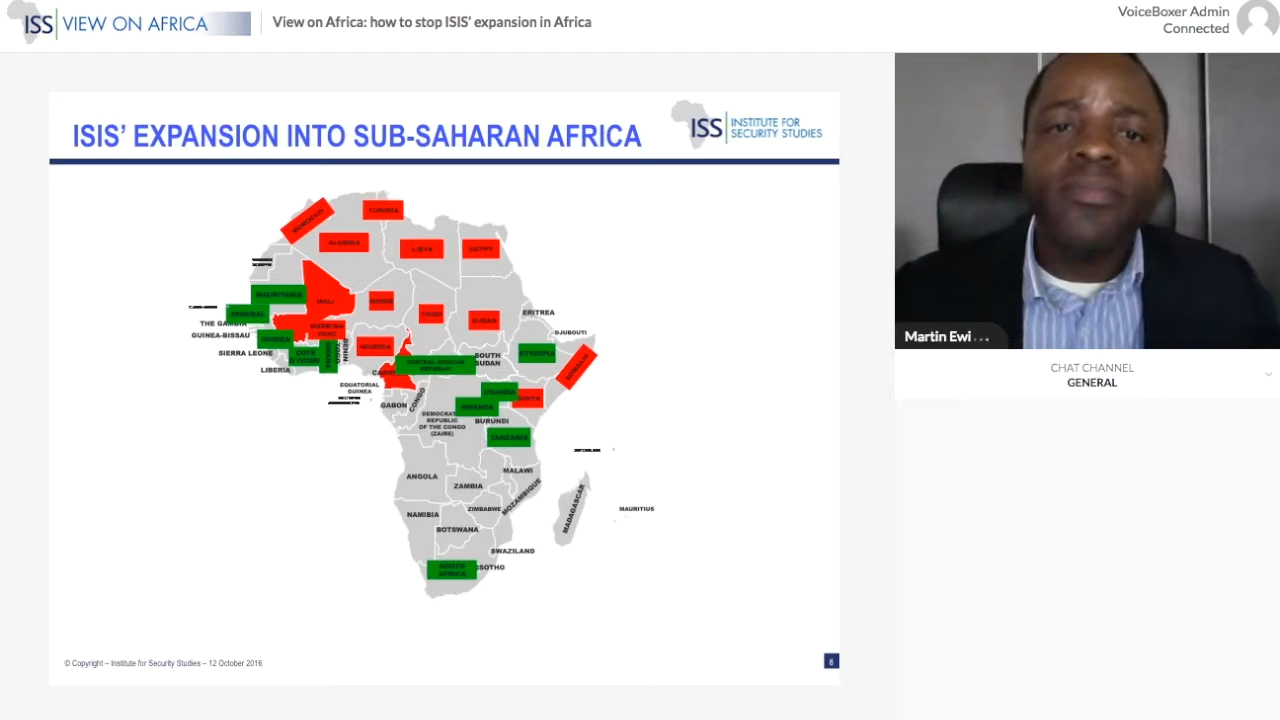 ISS VIEW ON AFRICA
View on Africa: how to stop ISIS' expansion in Africa
VoiceBoxer Admin
Connected
ISIS' EXPANSION INTO SUB-SAHARAN AFRICA
ISS INSTITUTE FOR
SECURITY STUDIES
MOROCCO
TUNISIA
ALGERIA
LIBYA
EGYPT
MAURITANIA
MALI
NIGER
CHAD
SUDAN
ERITREA
SENEGAL
THE GAMBIA
GUINEA-BISSAU
GUINEA
BURKINA
FASO
DJIBOUTI
SIERRA LEONE
COTE
D'IVOIRE
GHANA
TOGO
BENIN
NIGERIA
CENTRAL AFRICAN
REPUBLIC
SOUTH
SUDAN
ETHIOPIA
SOMALIA
LIBERIA
EQUATORIAL
GUINEA
UGANDA
KENYA
GABON
CONGO
RWANDA
DEMOCRATIC
REPUBLIC
OF THE CONGO
(ZAIRE)
BURUNDI
TANZANIA
ANGOLA
ZAMBIA
MALAWI
MOZAMBIQUE
ZIMBABWE
MADAGASCAR
MAURITIUS
NAMIBIA
BOTSWANA
SWAZILAND
SOUTH
AFRICA
ESOTHO
© Copyright – Institute for Security Studies – 12 October 2016
8
Martin Ewi ...
CHAT CHANNEL
GENERAL